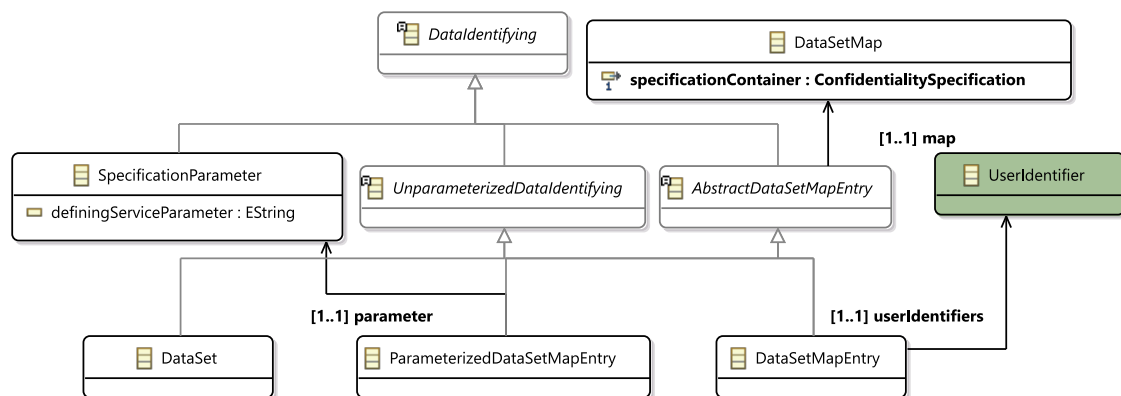 DataIdentifying
DataSetMap
specificationContainer : ConfidentialitySpecification
1
[1..1] map
SpecificationParameter
definingServiceParameter : EString
UnparameterizedDataIdentifying
AbstractDataSetMapEntry
UserIdentifier
[1..1] parameter
[1..1] userIdentifiers
DataSet
ParameterizedDataSetMapEntry
DataSetMapEntry